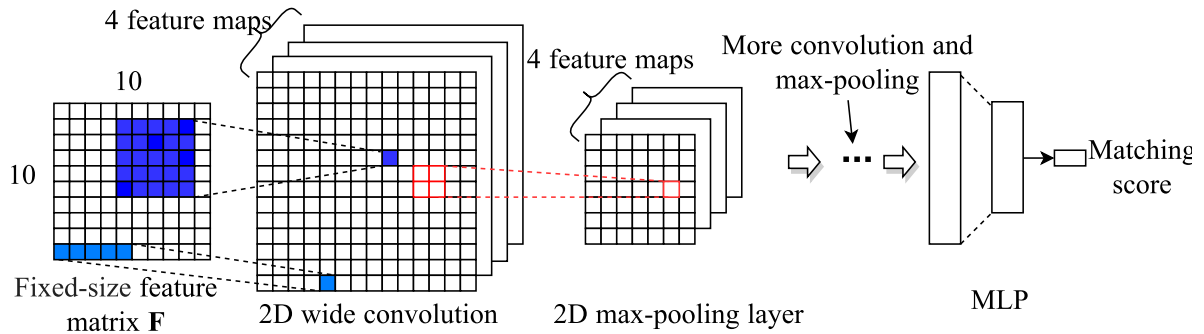 4 feature maps
10
10
Fixed-size feature
matrix F
2D wide convolution
4 feature maps
2D max-pooling layer
More convolution and
max-pooling
...
MLP
Matching
score